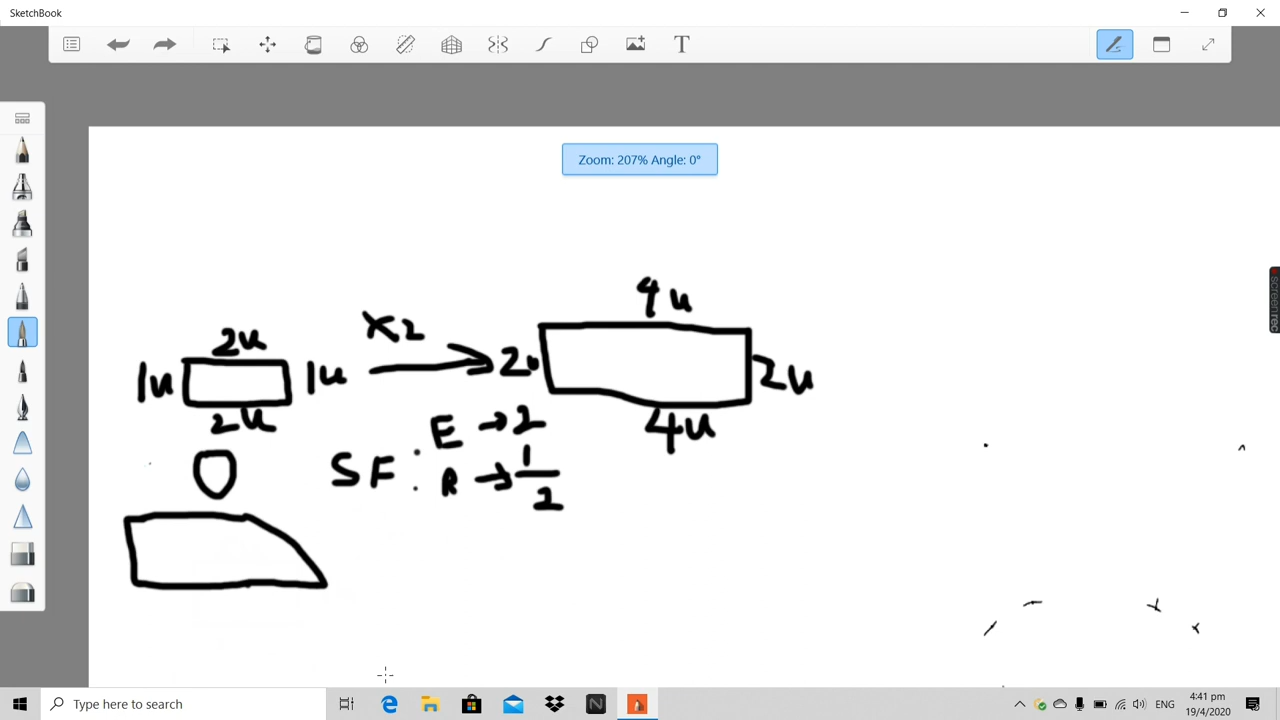 SketchBook
T
Zoom: 207% Angle: 0°
4u
2u
x2
1u
1u
2u
2u
2u
4u
SF: E → 2
R → 1/2
screenrec
Type here to search
N
ENG
4:41 pm
19/4/2020